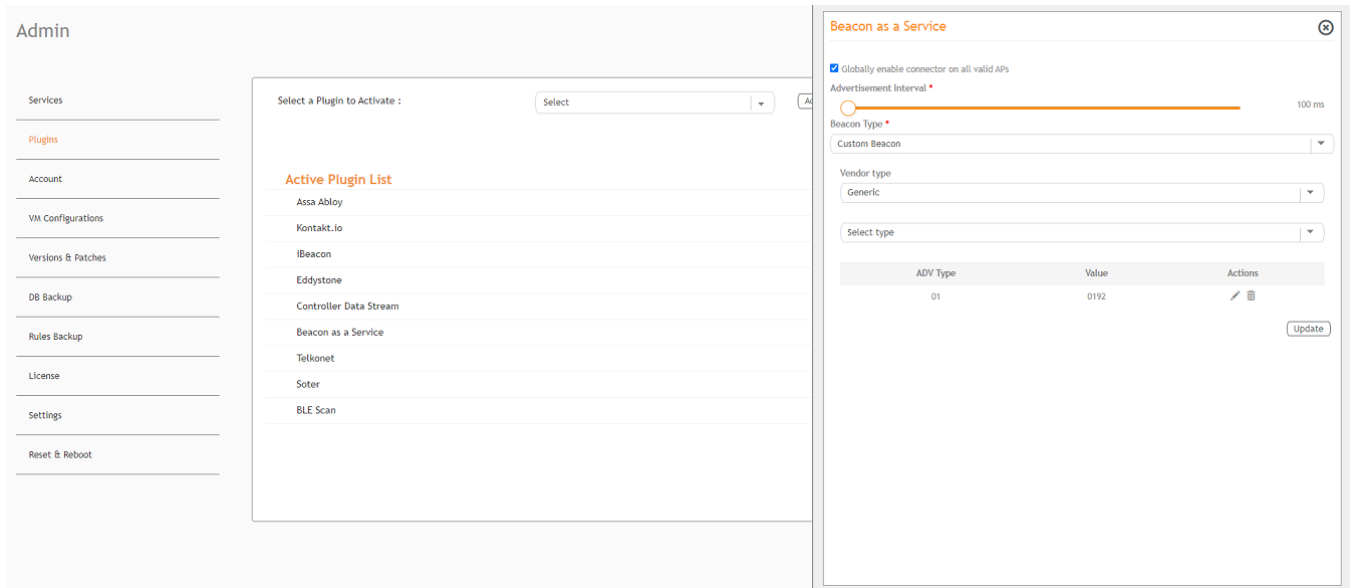 Admin
Services
Plugins
Account
VM Configurations
Versions & Patches
DB Backup
Rules Backup
License
Settings
Reset & Reboot
Select a Plugin to Activate :
Select
Active Plugin List
Assa Abloy
Kontakt.io
iBeacon
Eddystone
Controller Data Stream
Beacon as a Service
Telkonet
Soter
BLE Scan
Beacon as a Service
Globally enable connector on all valid APs
Advertisement Interval *
100 ms
Beacon Type *
Custom Beacon
Vendor type
Generic
Select type
ADV Type Value Actions
01 0192
Update